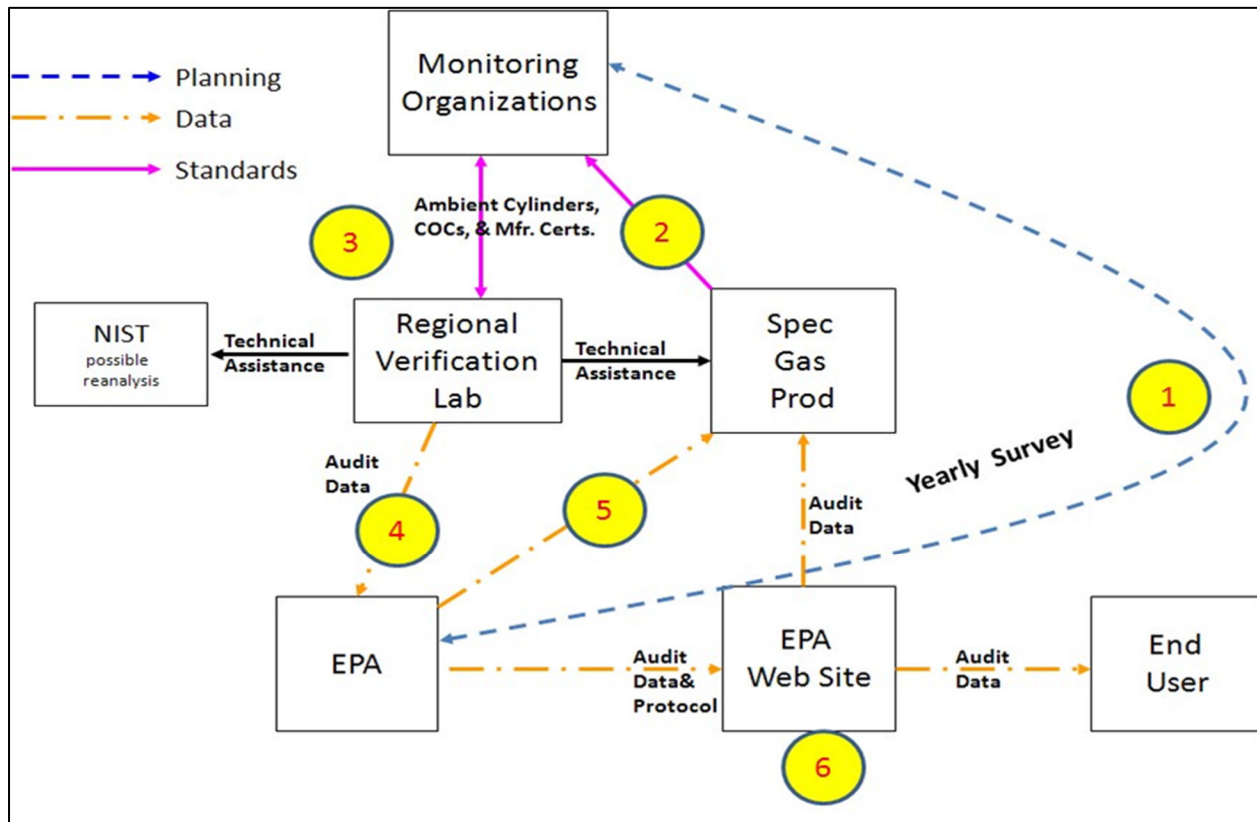 Planning
Data
Standards
Monitoring
Organizations
Ambient Cylinders,
COCs, & Mfr. Certs.
3
2
NIST
possible
reanalysis
Technical
Assistance
Regional
Verification
Lab
Technical
Assistance
Spec
Gas
Prod
1
Yearly Survey
Audit
Data
4
5
Audit
Data
EPA
Audit
Data&
Protocol
EPA
Web Site
Audit
Data
End
User
6